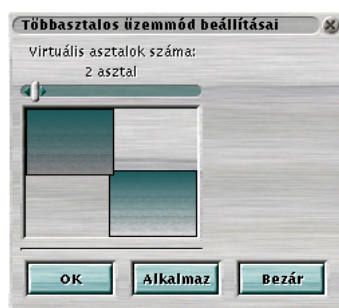 Többasztalos üzemmód beállításai
Virtuális asztalok száma:
2 asztal
OK
Alkalmaz
Bezár